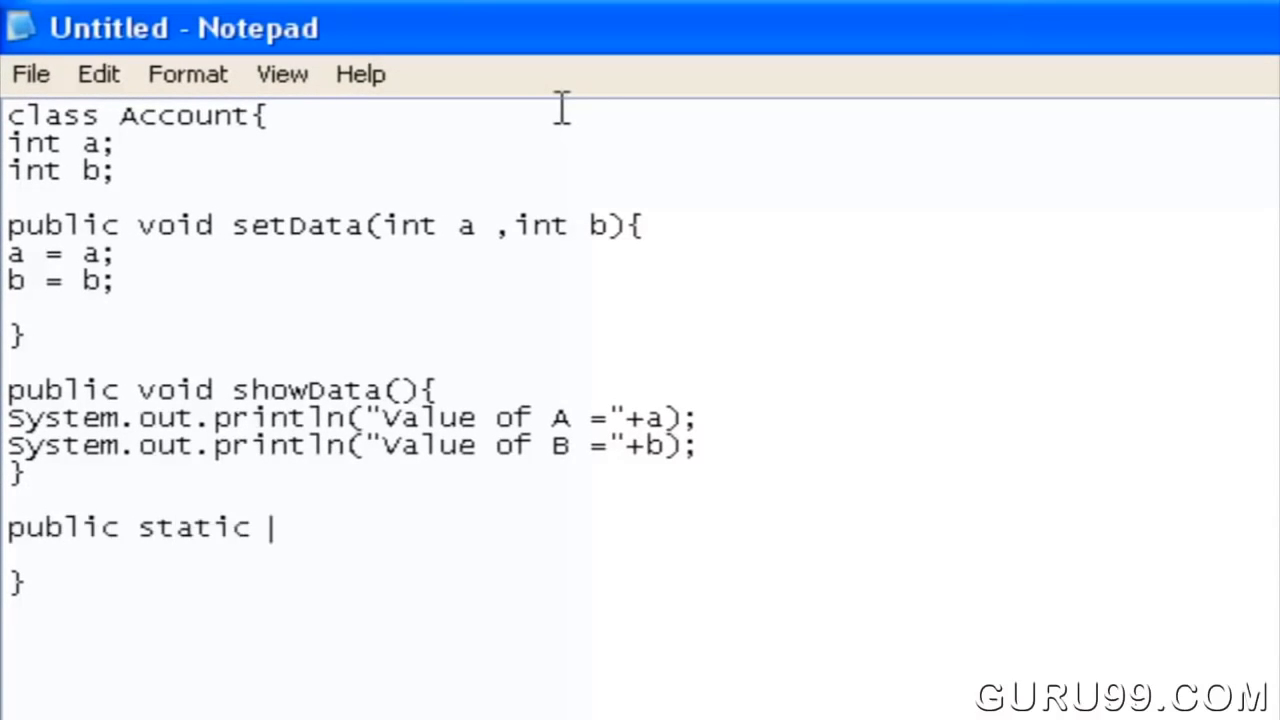 Untitled - Notepad
File Edit Format View Help
class Account{
int a;
int b;
public void setData(int a ,int b){
a = a;
b = b;
}
public void showData(){
System.out.println("Value of A ="+a);
System.out.println("Value of B ="+b);
}
public static
}
GURU99.COM